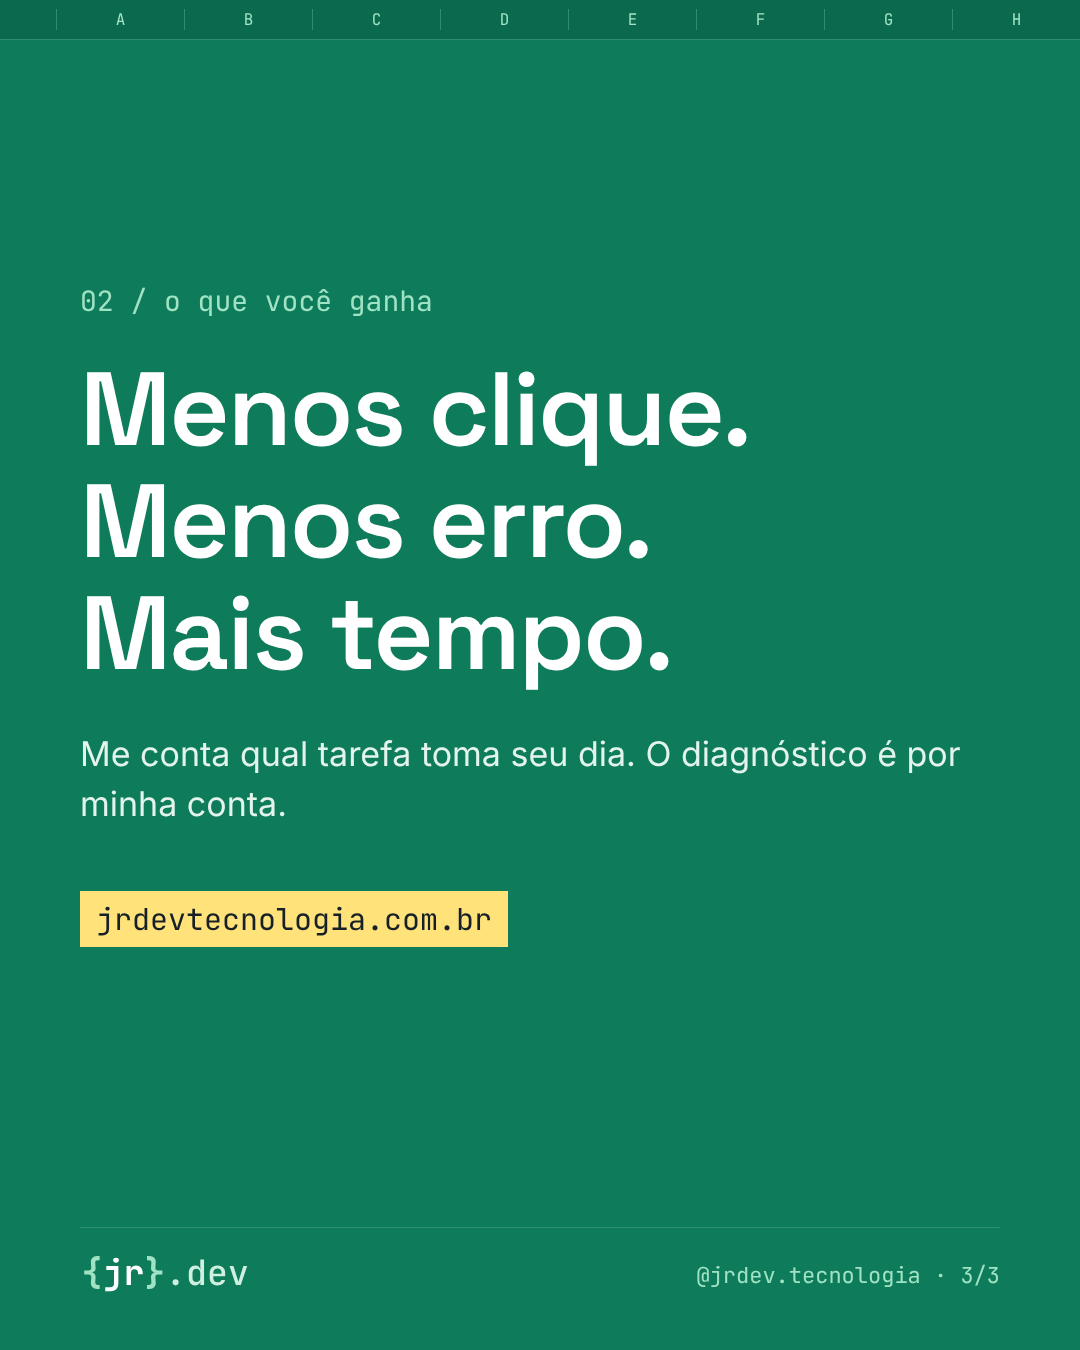 A B C D E F G H
02 / o que você ganha
Menos clique.
Menos erro.
Mais tempo.
Me conta qual tarefa toma seu dia. O diagnóstico é por
minha conta.
jrdevtecnologia.com.br
{jr}.dev
@jrdev.tecnologia · 3/3